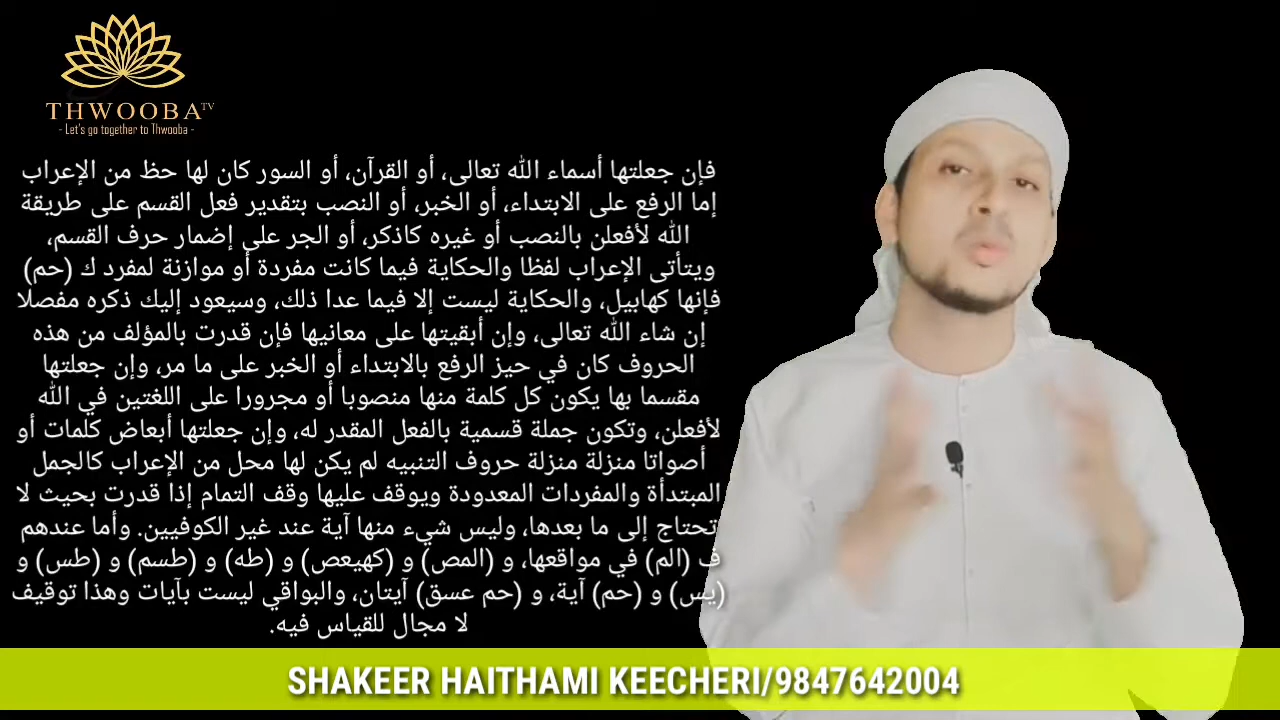 THWOOBA TV
- Let's go together to Thwooba -
فإن جعلتها أسماء الله تعالى، أو القرآن، أو السور كان لها حظ من الإعراب
إما الرفع على الابتداء، أو الخبر، أو النصب بتقدير فعل القسم على طريقة
الله لأفعلن بالنصب أو غيره كاذكر، أو الجر على إضمار حرف القسم،
ويتأتى الإعراب لفظا والحكاية فيما كانت مفردة أو موازنة لمفرد ك (حم)
فإنها كهابيل، والحكاية ليست إلا فيما عدا ذلك، وسيعود إليك ذكره مفصلا
إن شاء الله تعالى، وإن أبقيتها على معانيها فإن قدرت بالمؤلف من هذه
الحروف كان في حيز الرفع بالابتداء أو الخبر على ما مر، وإن جعلتها
مقسما بها يكون كل كلمة منها منصوبا أو مجرورا على اللغتين في الله
لأفعلن، وتكون جملة قسمية بالفعل المقدر له، وإن جعلتها أبعاض كلمات أو
أصواتا منزلة منزلة حروف التنبيه لم يكن لها محل من الإعراب كالجمل
المبتدأة والمفردات المعدودة ويوقف عليها وقف التمام إذا قدرت بحيث لا
تحتاج إلى ما بعدها، وليس شيء منها آية عند غير الكوفيين. وأما عندهم
ف (الم) في مواقعها، و (المص) و (كهيعص) و (طه) و (طسم) و (طس) و
(يس) و (حم) آية، و (حم عسق) آيتان، والبواقي ليست بآيات وهذا توقيف
لا مجال للقياس فيه.
SHAKEER HAITHAMI KEECHERI/9847642004